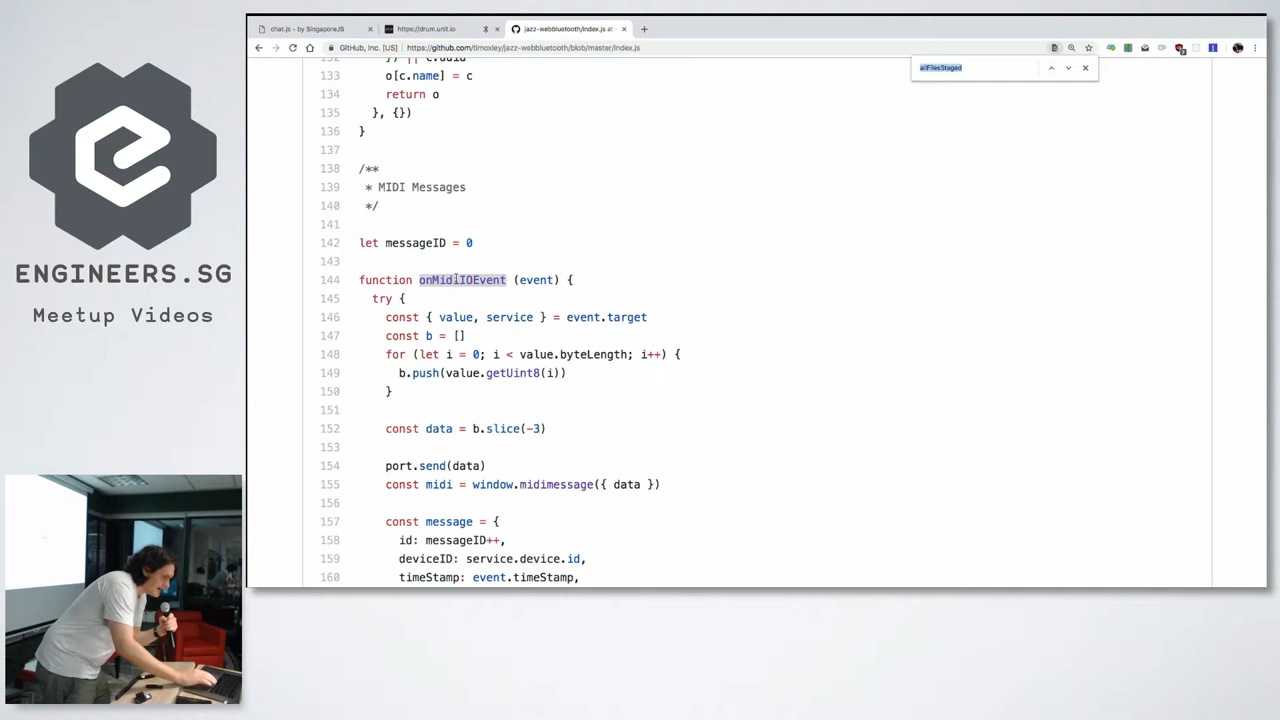 chat.js - by SingaporeJS
https://drum.unit.io
jazz-webbluetooth/index.js at
GitHub, Inc. [US]
https://github.com/timoxley/jazz-webbluetooth/blob/master/index.js
allFilesStaged
132 }) || c.uuid
133 o[c.name] = c
134 return o
135 }, {})
136 }
137
138 /**
139 * MIDI Messages
140 */
141
142 let messageID = 0
143
144 function onMidiIOEvent (event) {
145 try {
146 const { value, service } = event.target
147 const b = []
148 for (let i = 0; i < value.byteLength; i++) {
149 b.push(value.getUint8(i))
150 }
151
152 const data = b.slice(-3)
153
154 port.send(data)
155 const midi = window.midimessage({ data })
156
157 const message = {
158 id: messageID++,
159 deviceID: service.device.id,
160 timeStamp: event.timeStamp,
ENGINEERS.SG
Meetup Videos